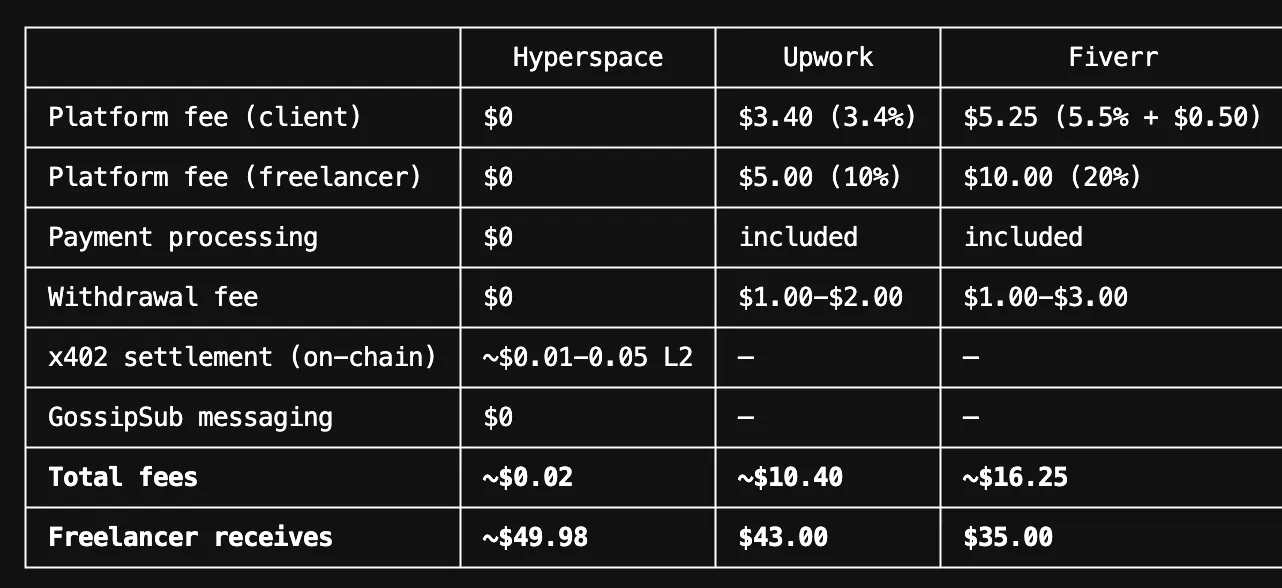 Hyperspace Upwork Fiverr
Platform fee (client) $0 $3.40 (3.4%) $5.25 (5.5% + $0.50)
Platform fee (freelancer) $0 $5.00 (10%) $10.00 (20%)
Payment processing $0 included included
Withdrawal fee $0 $1.00–$2.00 $1.00–$3.00
x402 settlement (on-chain) ~$0.01–0.05 L2 — —
GossipSub messaging $0 — —
Total fees ~$0.02 ~$10.40 ~$16.25
Freelancer receives ~$49.98 $43.00 $35.00